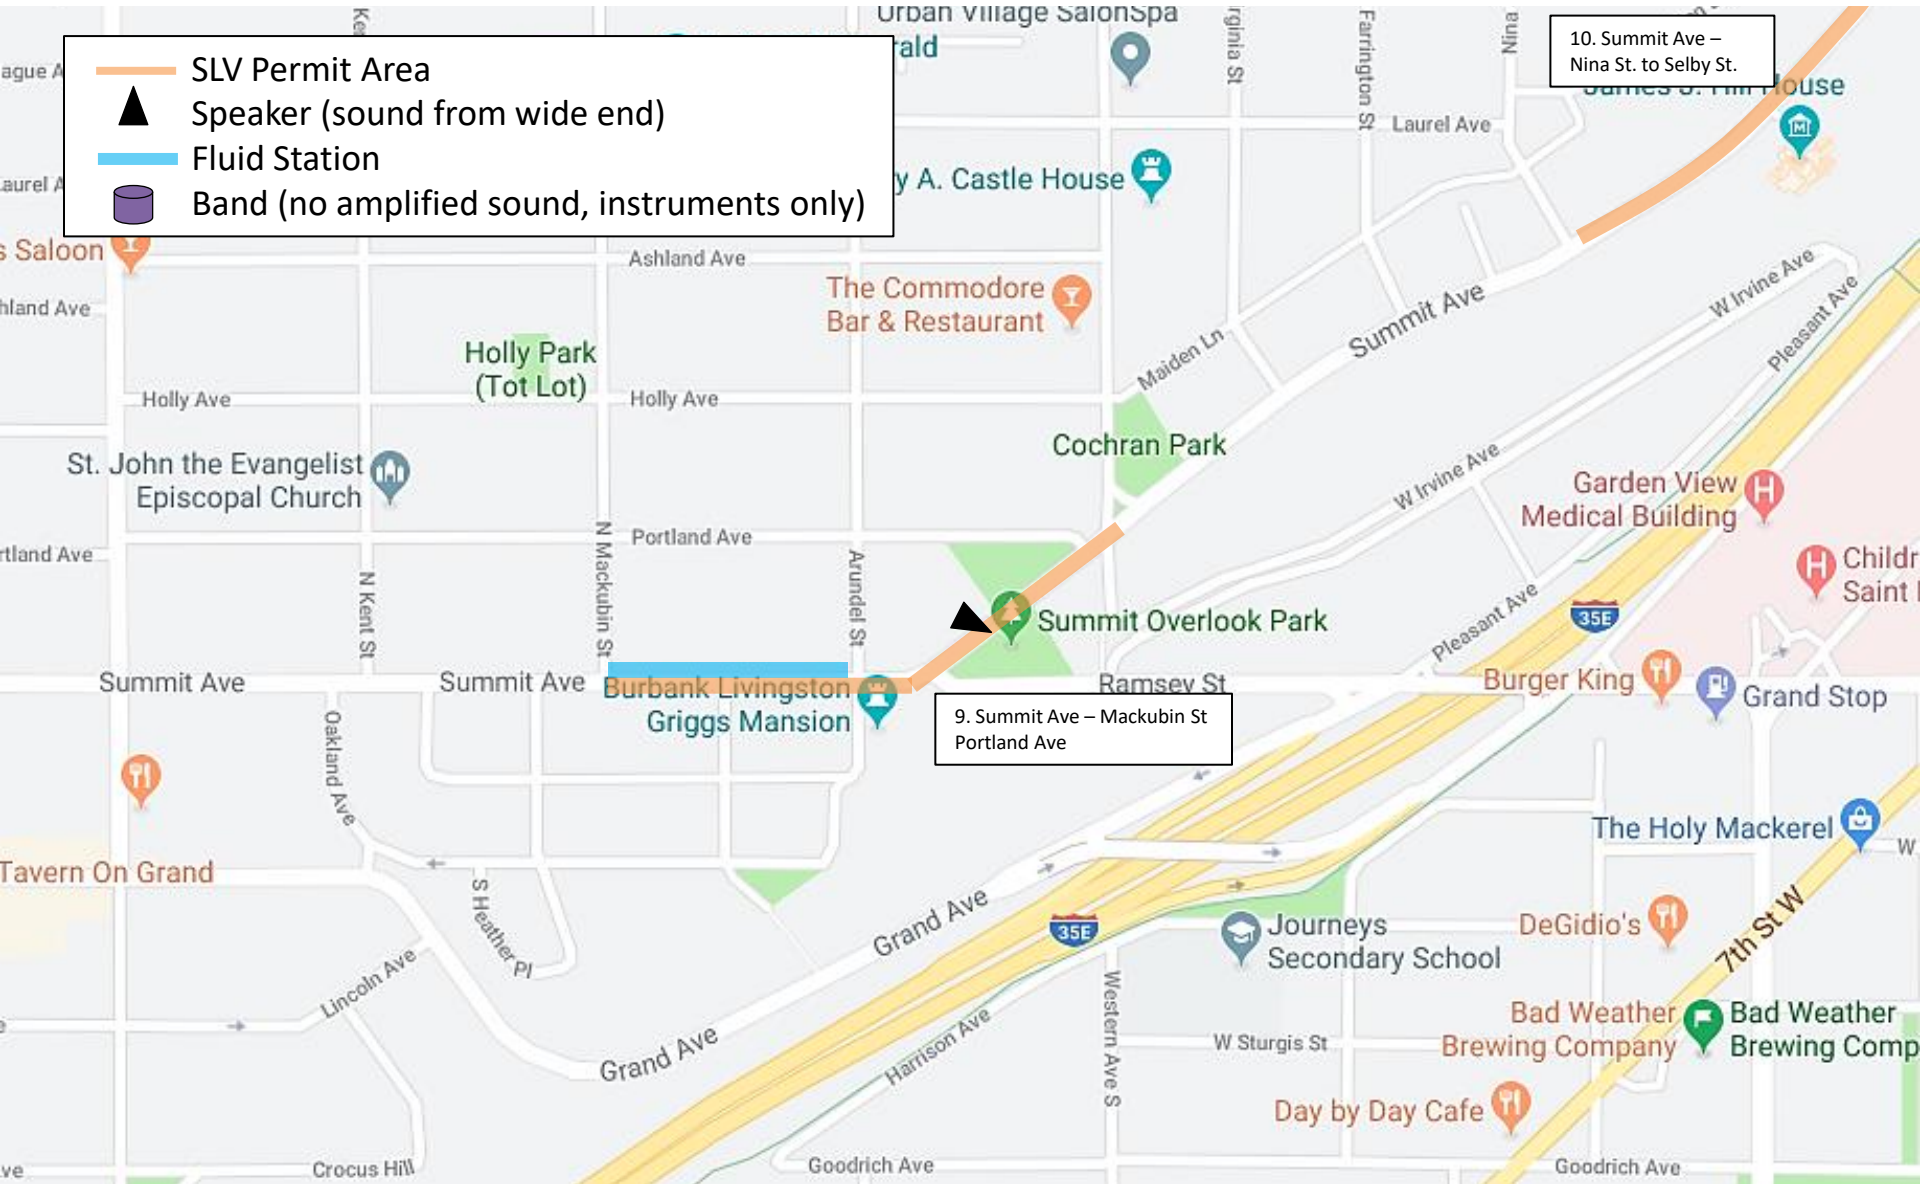 SLV Permit Area
Speaker (sound from wide end)
Fluid Station
Band (no amplified sound, instruments only)
Urban Village SalonSpa
10. Summit Ave –
Nina St. to Selby St.
James J. Hill House
Farrington St
Laurel Ave
A. Castle House
Saloon
Ashland Ave
The Commodore
Bar & Restaurant
Summit Ave
W Irvine Ave
Pleasant Ave
Maiden Ln
Holly Park
(Tot Lot)
Holly Ave
Holly Ave
Cochran Park
St. John the Evangelist
Episcopal Church
W Irvine Ave
Garden View
Medical Building
N Mackubin St
Portland Ave
Arundel St
N Kent St
Summit Overlook Park
Pleasant Ave
35E
Saint
Summit Ave
Summit Ave
Burbank Livingston
Griggs Mansion
Ramsey St
Burger King
Grand Stop
9. Summit Ave – Mackubin St
Portland Ave
Oakland Ave
The Holy Mackerel
W
Tavern On Grand
S Heather Pl
Grand Ave
35E
Journeys
Secondary School
DeGidio's
7th St W
Lincoln Ave
Grand Ave
Harrison Ave
Western Ave S
W Sturgis St
Bad Weather
Brewing Company
Bad Weather
Brewing Comp
Day by Day Cafe
Crocus Hill
Goodrich Ave
Goodrich Ave